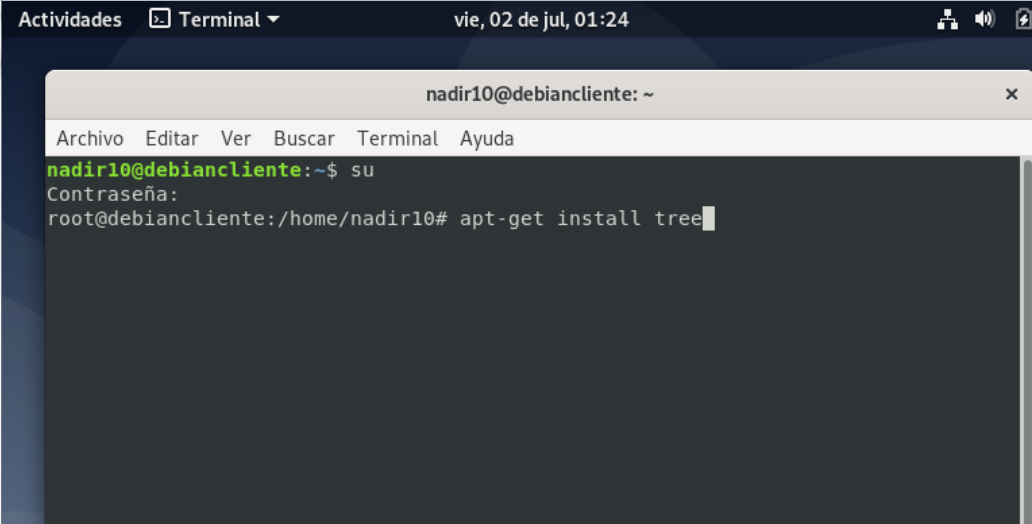 Actividades Terminal vie, 02 de jul, 01:24
nadir10@debiancliente: ~ ×
Archivo Editar Ver Buscar Terminal Ayuda
nadir10@debiancliente:~$ su
Contraseña:
root@debiancliente:/home/nadir10# apt-get install tree